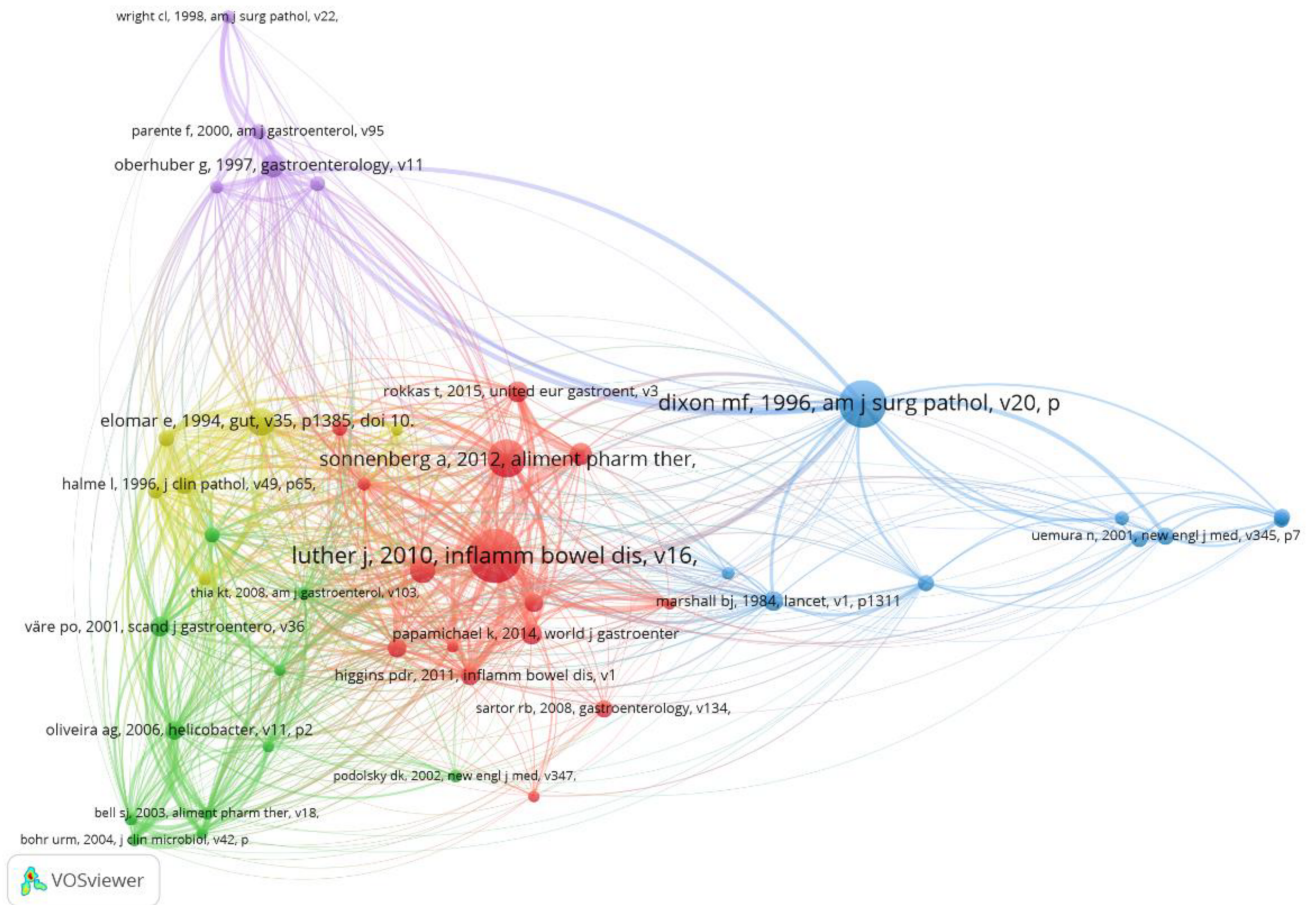 wright cl, 1998, am j surg pathol, v22,
parente f, 2000, am j gastroenterol, v95
oberhuber g, 1997, gastroenterology, v11
rokkas t, 2015, united eur gastroent, v3
dixon mf, 1996, am j surg pathol, v20, p
elomar e, 1994, gut, v35, p1385, doi 10.
sonnenberg a, 2012, aliment pharm ther,
halme l, 1996, j clin pathol, v49, p65,
uemura n, 2001, new engl j med, v345, p7
luther j, 2010, inflamm bowel dis, v16,
thia kt, 2008, am j gastroenterol, v103,
marshall bj, 1984, lancet, v1, p1311
väre po, 2001, scand j gastroentero, v36
papamichael k, 2014, world j gastroenter
higgins pdr, 2011, inflamm bowel dis, v1
sartor rb, 2008, gastroenterology, v134,
oliveira ag, 2006, helicobacter, v11, p2
podolsky dk, 2002, new engl j med, v347,
bell sj, 2003, aliment pharm ther, v18,
bohr urm, 2004, j clin microbiol, v42, p
VOSviewer